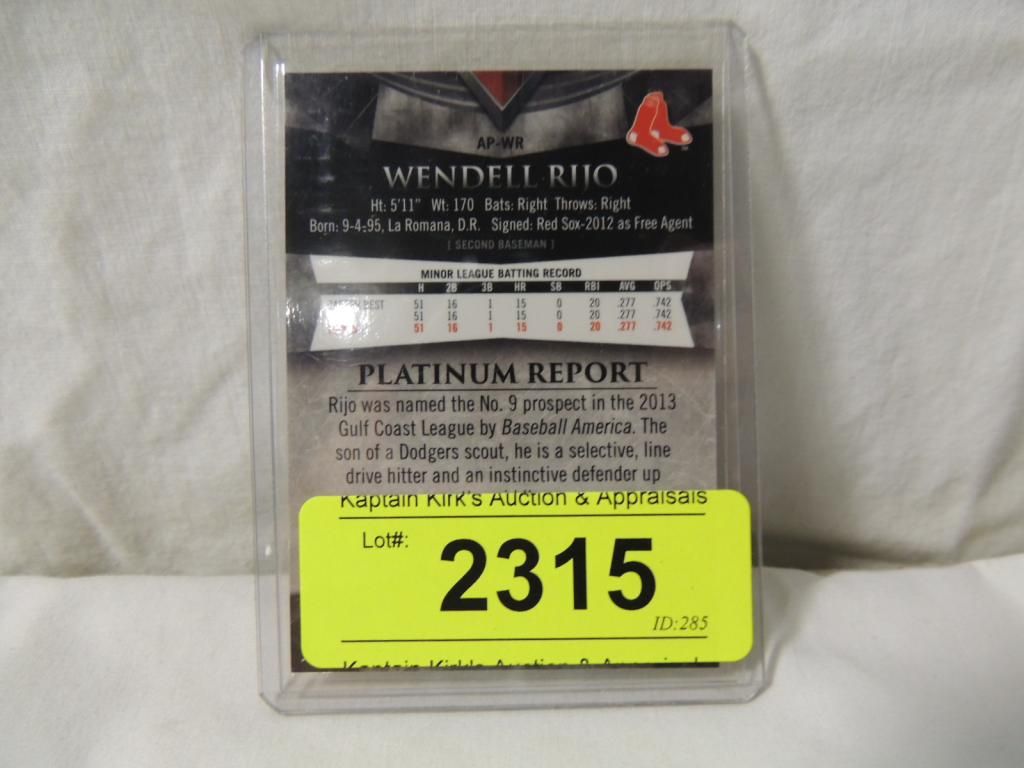 AP-WR
WENDELL RIJO
Ht: 5'11" Wt: 170 Bats: Right Throws: Right
Born: 9-4-95, La Romana, D.R. Signed: Red Sox-2012 as Free Agent
[ SECOND BASEMAN ]
MINOR LEAGUE BATTING RECORD
H 2B 3B HR SB RBI AVG OPS
BEST 51 16 1 15 0 20 .277 .742
51 16 1 15 0 20 .277 .742
51 16 1 15 0 20 .277 .742
PLATINUM REPORT
Rijo was named the No. 9 prospect in the 2013
Gulf Coast League by Baseball America. The
son of a Dodgers scout, he is a selective, line
drive hitter and an instinctive defender up
Kaptain Kirk's Auction & Appraisals
Lot#: 2315
ID:285
Kaptain Kirk's Auction &